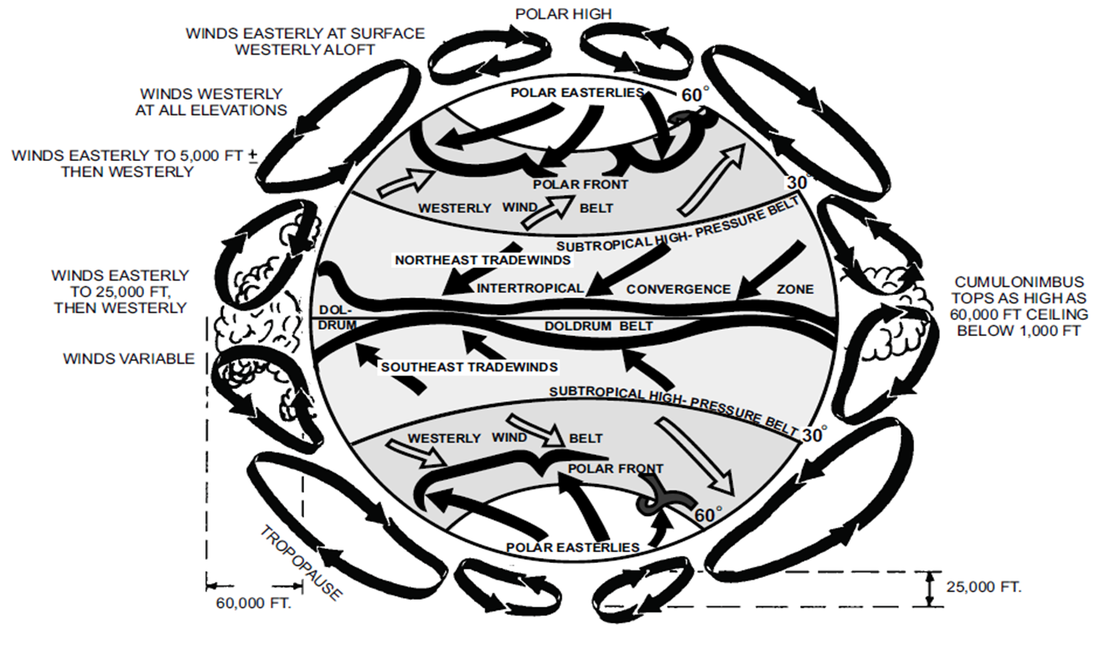 POLAR HIGH
WINDS EASTERLY AT SURFACE
WESTERLY ALOFT
WINDS WESTERLY
AT ALL ELEVATIONS
WINDS EASTERLY TO 5,000 FT ±
THEN WESTERLY
WINDS EASTERLY
TO 25,000 FT,
THEN WESTERLY
WINDS VARIABLE
POLAR EASTERLIES
60°
POLAR FRONT
30°
WESTERLY WIND BELT
SUBTROPICAL HIGH- PRESSURE BELT
NORTHEAST TRADEWINDS
INTERTROPICAL CONVERGENCE ZONE
DOL-
DRUM
DOLDRUM BELT
SOUTHEAST TRADEWINDS
SUBTROPICAL HIGH- PRESSURE BELT
30°
WESTERLY WIND BELT
POLAR FRONT
60°
POLAR EASTERLIES
CUMULONIMBUS
TOPS AS HIGH AS
60,000 FT CEILING
BELOW 1,000 FT
TROPOPAUSE
60,000 FT.
25,000 FT.